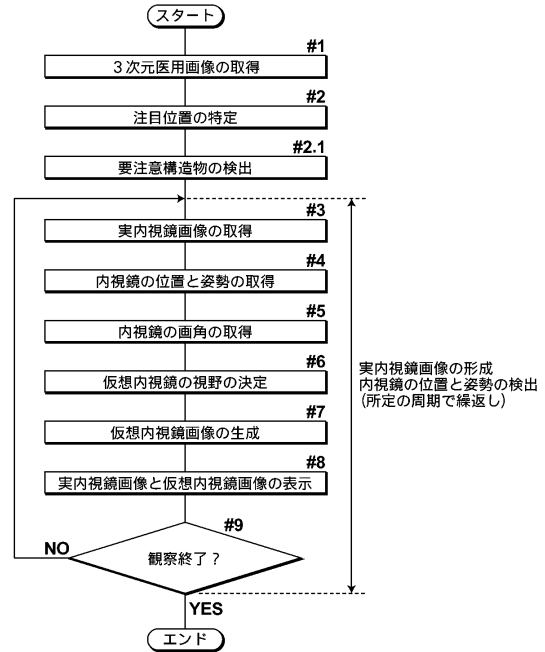 スタート
#1
３次元医用画像の取得
#2
注目位置の特定
#2.1
要注意構造物の検出
#3
実内視鏡画像の取得
#4
内視鏡の位置と姿勢の取得
#5
内視鏡の画角の取得
#6
仮想内視鏡の視野の決定
#7
仮想内視鏡画像の生成
#8
実内視鏡画像と仮想内視鏡画像の表示
#9
観察終了？
NO
YES
エンド
実内視鏡画像の形成
内視鏡の位置と姿勢の検出
(所定の周期で繰返し)